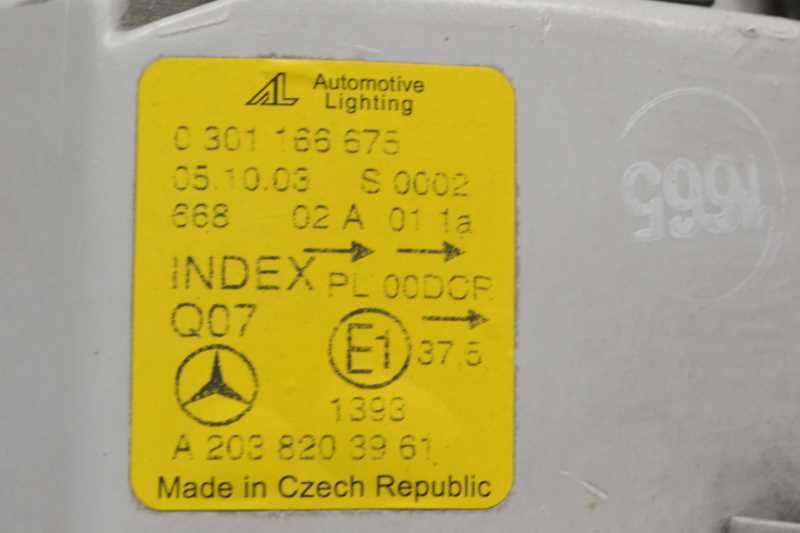 AL Automotive
Lighting
0 301 166 675
05.10.03 S 0002
668 02 A 01 1a
INDEX PL 00DCR
Q07
E1 37,5
1393
A 203 820 39 61
Made in Czech Republic